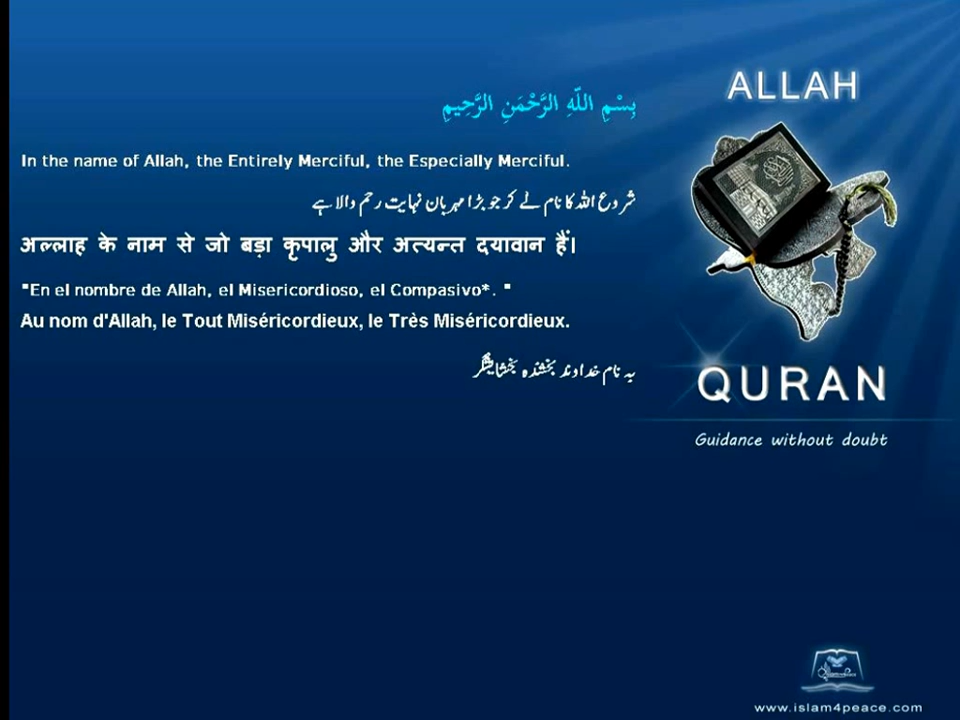 بِسْمِ اللّهِ الرَّحْمَنِ الرَّحِيمِ
In the name of Allah, the Entirely Merciful, the Especially Merciful.
شروع اللہ کا نام لے کر جو بڑا مہربان نہایت رحم والا ہے
अल्लाह के नाम से जो बड़ा कृपालु और अत्यन्त दयावान हैं।
"En el nombre de Allah, el Misericordioso, el Compasivo*. "
Au nom d'Allah, le Tout Miséricordieux, le Très Miséricordieux.
به نام خداوند بخشنده بخشایشگر
ALLAH
QURAN
Guidance without doubt
www.islam4peace.com